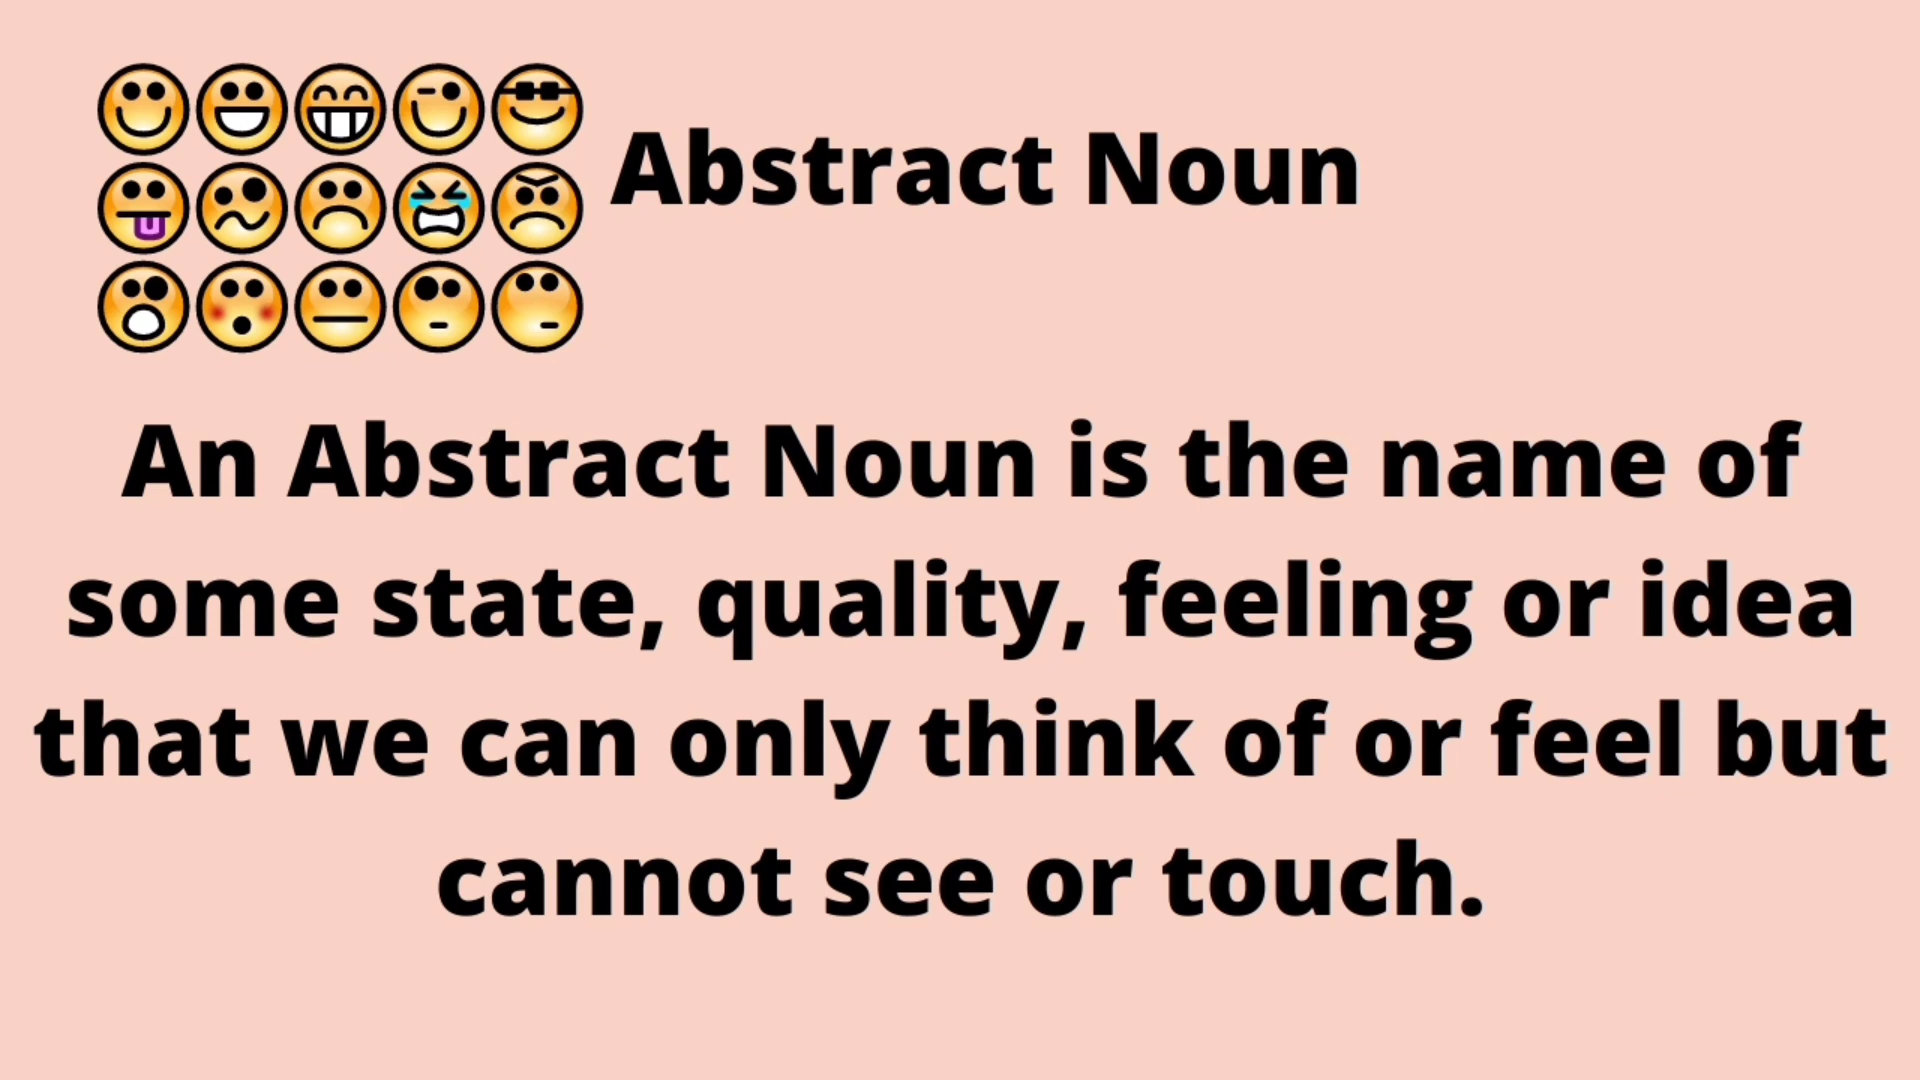 Abstract Noun
An Abstract Noun is the name of
some state, quality, feeling or idea
that we can only think of or feel but
cannot see or touch.